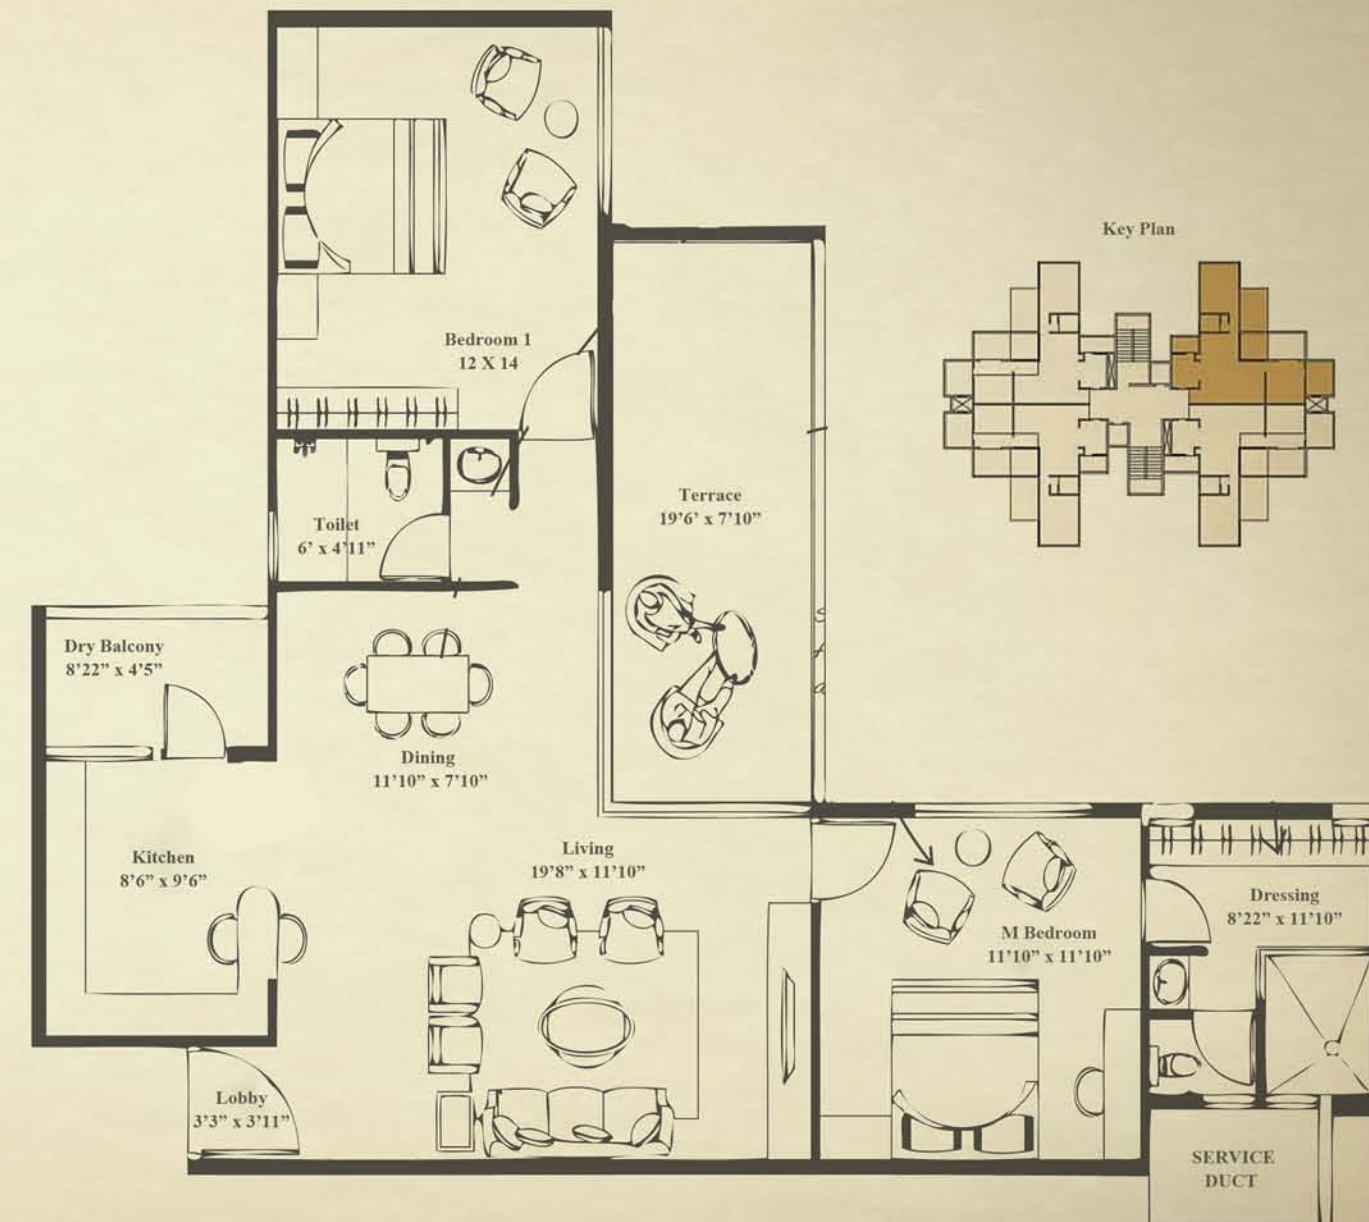 Key Plan
Bedroom 1
12 X 14
Terrace
19'6' x 7'10”
Toilet
6’ x 4'11”
Dry Balcony
8’22” x 4’5”
Dining
11’10” x 7’10”
Living
19’8” x 11’10”
Kitchen
8’6” x 9’6”
Dressing
8’22” x 11’10”
M Bedroom
11’10” x 11’10”
Lobby
3’3” x 3’11”
SERVICE
DUCT